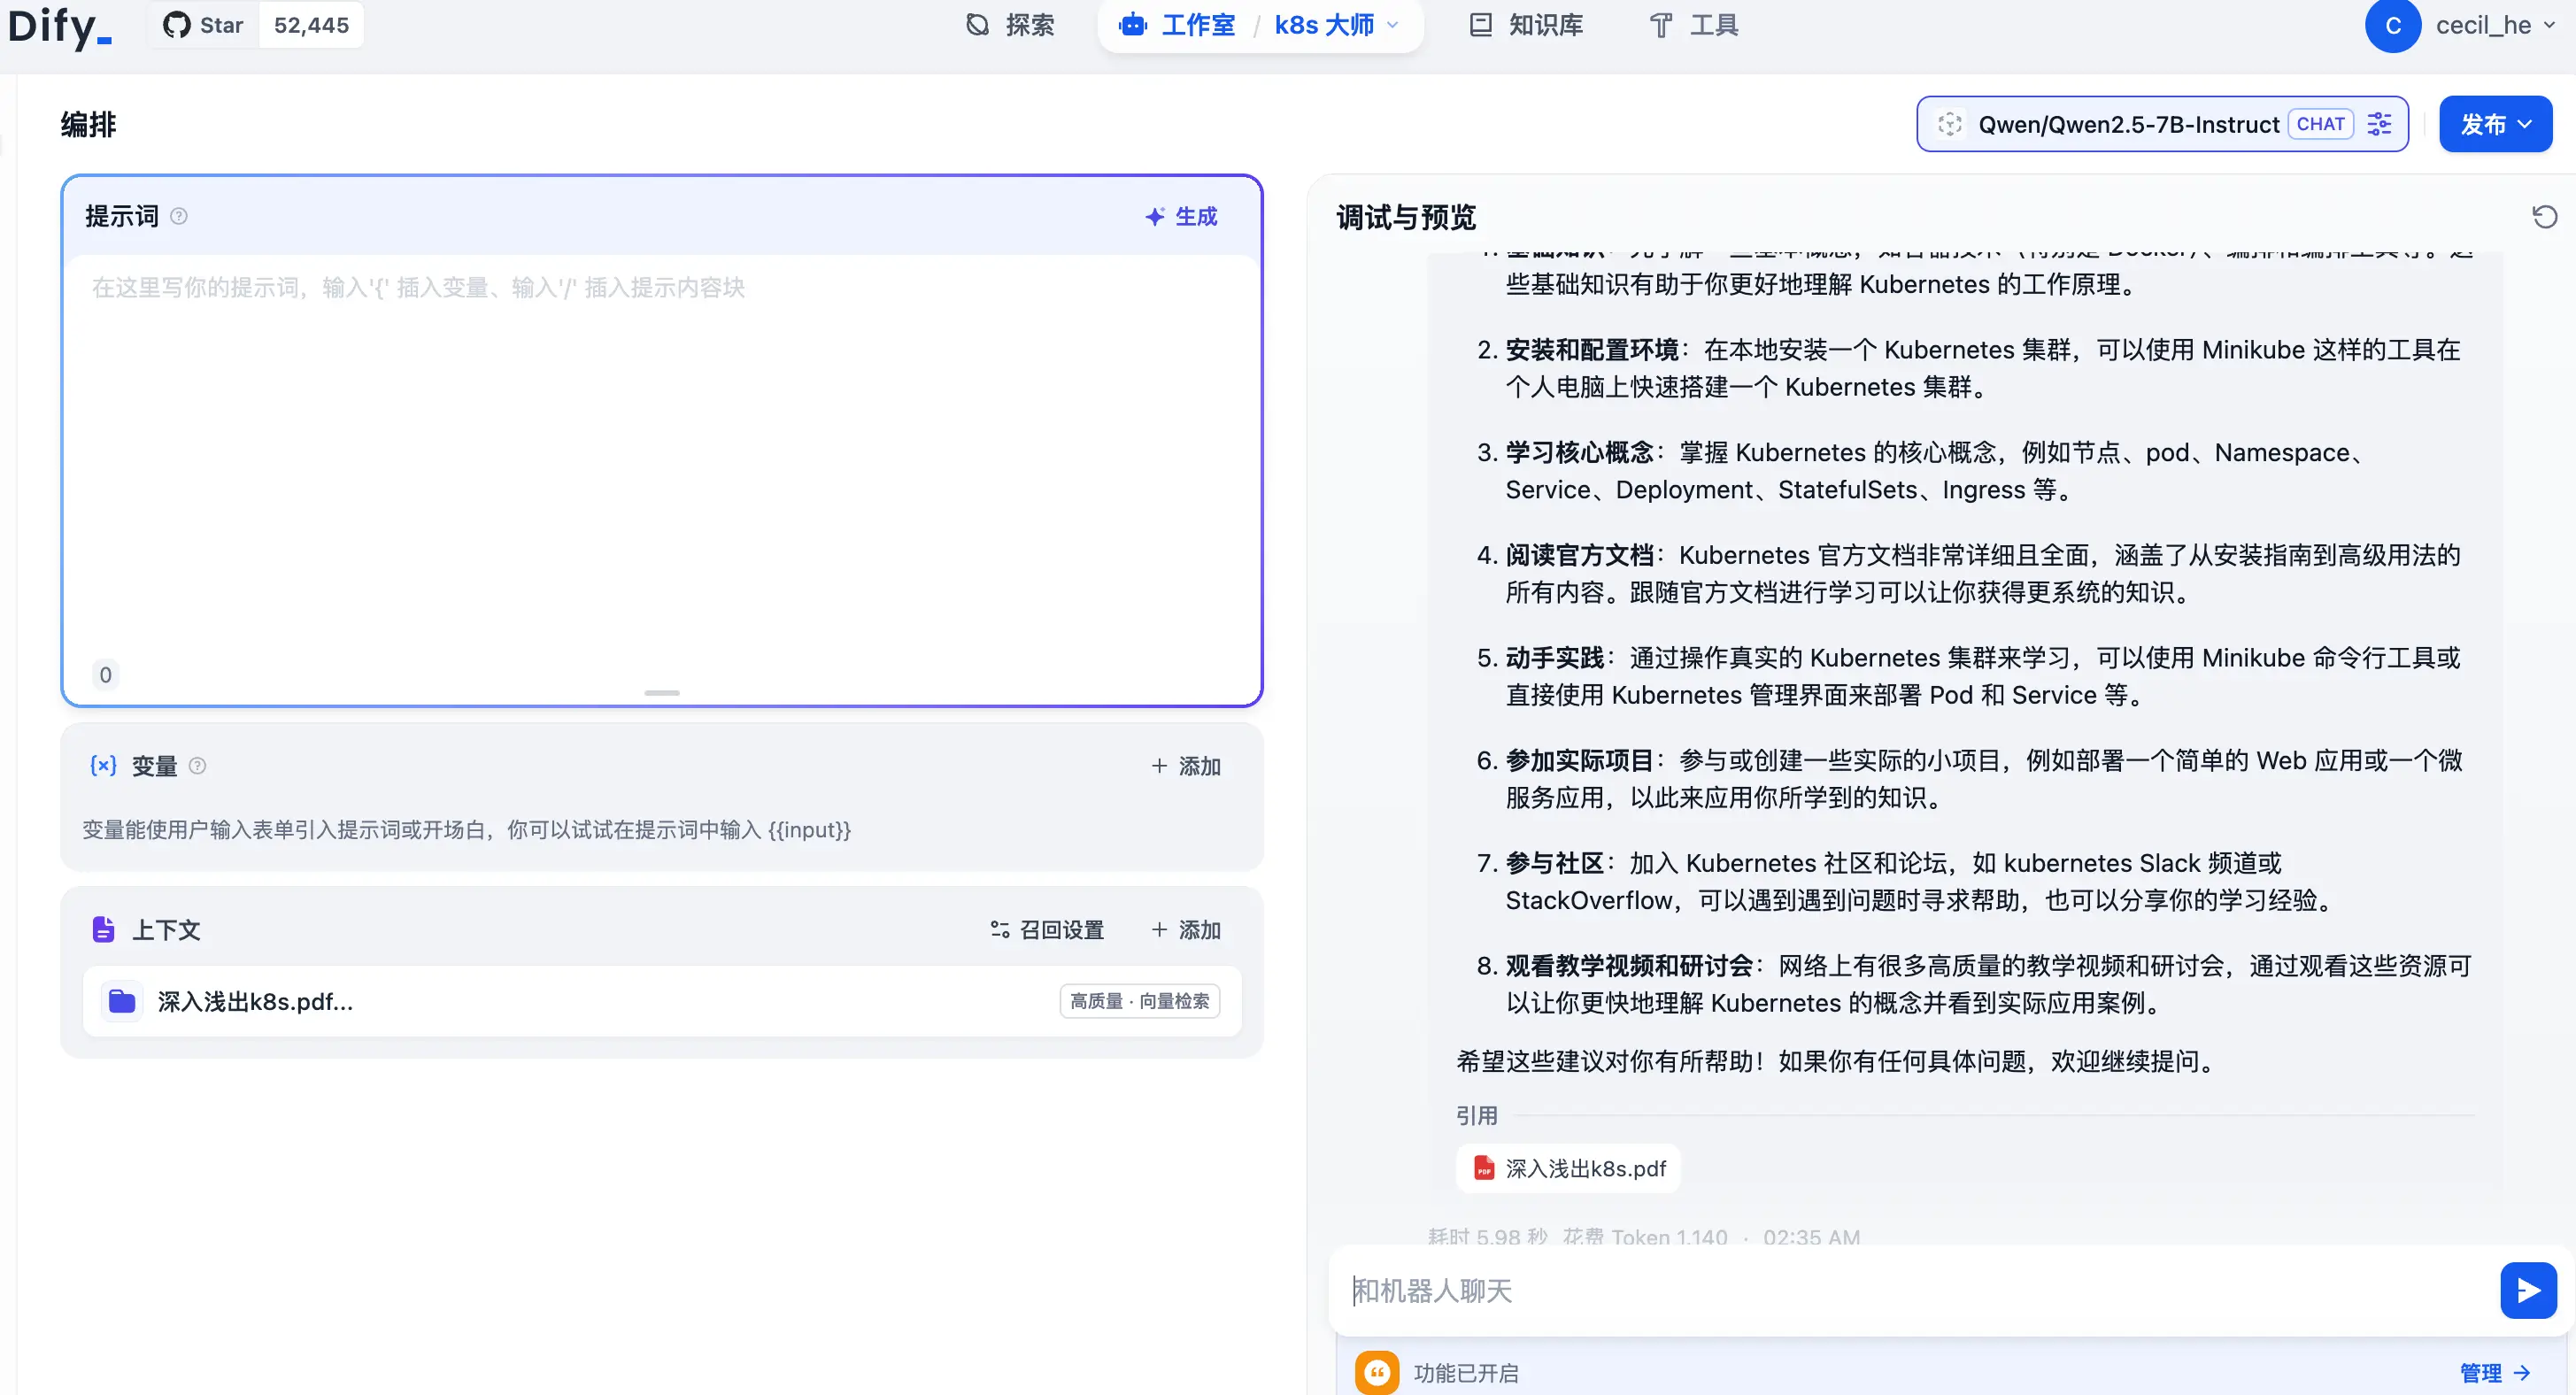 Dify_
Star 52,445
探索
工作室 / k8s 大师
知识库
工具
C cecil_he
编排
Qwen/Qwen2.5-7B-Instruct CHAT
发布
提示词
生成
在这里写你的提示词，输入'{' 插入变量、输入'/' 插入提示内容块
0
变量
+ 添加
变量能使用户输入表单引入提示词或开场白，你可以试试在提示词中输入 {{input}}
上下文
召回设置
+ 添加
深入浅出k8s.pdf...
高质量 · 向量检索
调试与预览
些基础知识有助于你更好地理解 Kubernetes 的工作原理。
2. 安装和配置环境：在本地安装一个 Kubernetes 集群，可以使用 Minikube 这样的工具在
个人电脑上快速搭建一个 Kubernetes 集群。
3. 学习核心概念：掌握 Kubernetes 的核心概念，例如节点、pod、Namespace、
Service、Deployment、StatefulSets、Ingress 等。
4. 阅读官方文档：Kubernetes 官方文档非常详细且全面，涵盖了从安装指南到高级用法的
所有内容。跟随官方文档进行学习可以让你获得更系统的知识。
5. 动手实践：通过操作真实的 Kubernetes 集群来学习，可以使用 Minikube 命令行工具或
直接使用 Kubernetes 管理界面来部署 Pod 和 Service 等。
6. 参加实际项目：参与或创建一些实际的小项目，例如部署一个简单的 Web 应用或一个微
服务应用，以此来应用你所学到的知识。
7. 参与社区：加入 Kubernetes 社区和论坛，如 kubernetes Slack 频道或
StackOverflow，可以遇到遇到问题时寻求帮助，也可以分享你的学习经验。
8. 观看教学视频和研讨会：网络上有很多高质量的教学视频和研讨会，通过观看这些资源可
以让你更快地理解 Kubernetes 的概念并看到实际应用案例。
希望这些建议对你有所帮助！如果你有任何具体问题，欢迎继续提问。
引用
深入浅出k8s.pdf
耗时 5.98 秒 花费 Token 1,140 · 02:35 AM
和机器人聊天
功能已开启
管理 →